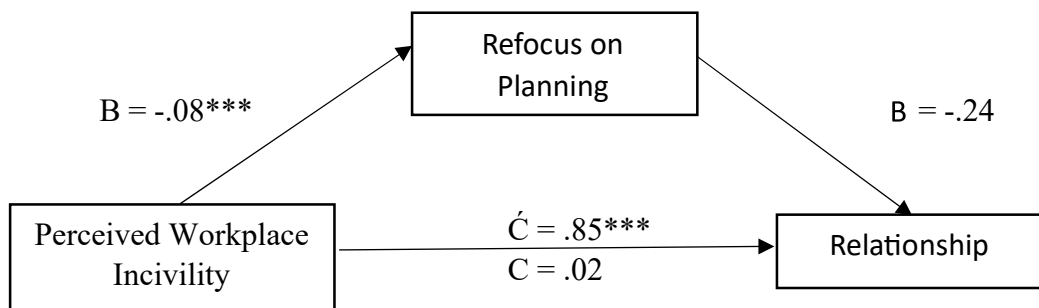 Refocus on
Planning
B = -.08***
B = -.24
Perceived Workplace
Incivility
Ć = .85***
C = .02
Relationship